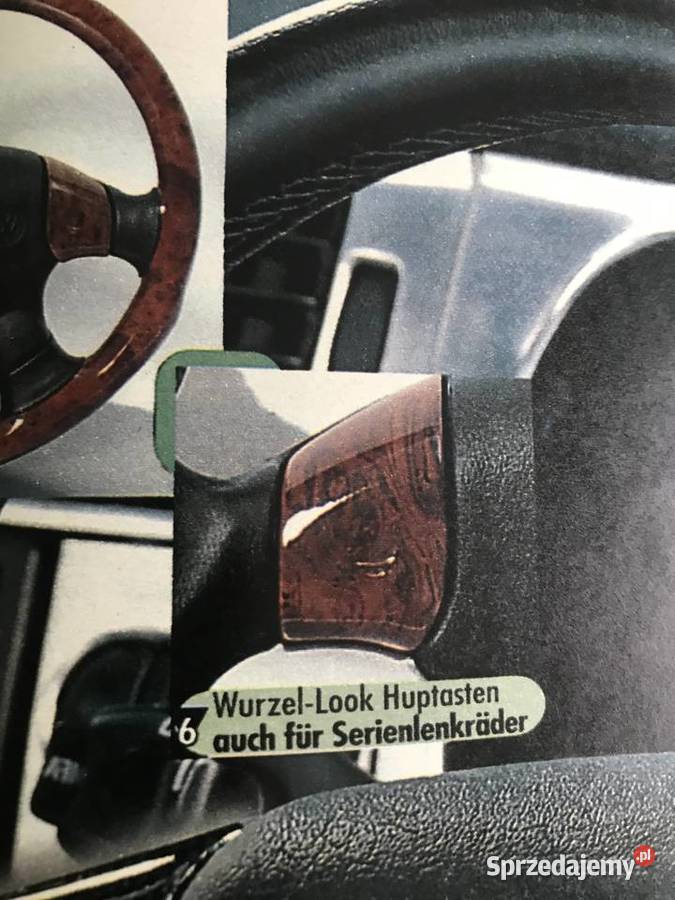 6 Wurzel-Look Huptasten
auch für Serienlenkräder
Sprzedajemy.pl